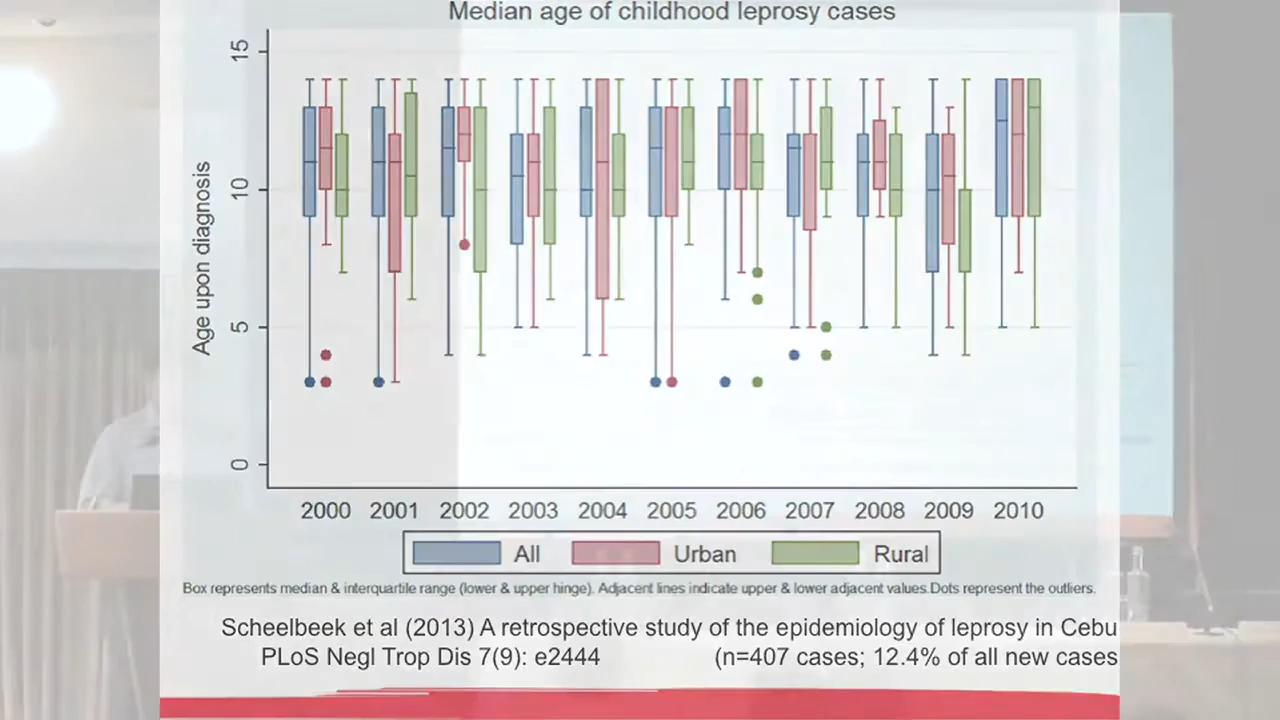 Median age of childhood leprosy cases
15
10
5
0
Age upon diagnosis
2000 2001 2002 2003 2004 2005 2006 2007 2008 2009 2010
All Urban Rural
Box represents median & interquartile range (lower & upper hinge). Adjacent lines indicate upper & lower adjacent values.Dots represent the outliers.
Scheelbeek et al (2013) A retrospective study of the epidemiology of leprosy in Cebu
PLoS Negl Trop Dis 7(9): e2444 (n=407 cases; 12.4% of all new cases